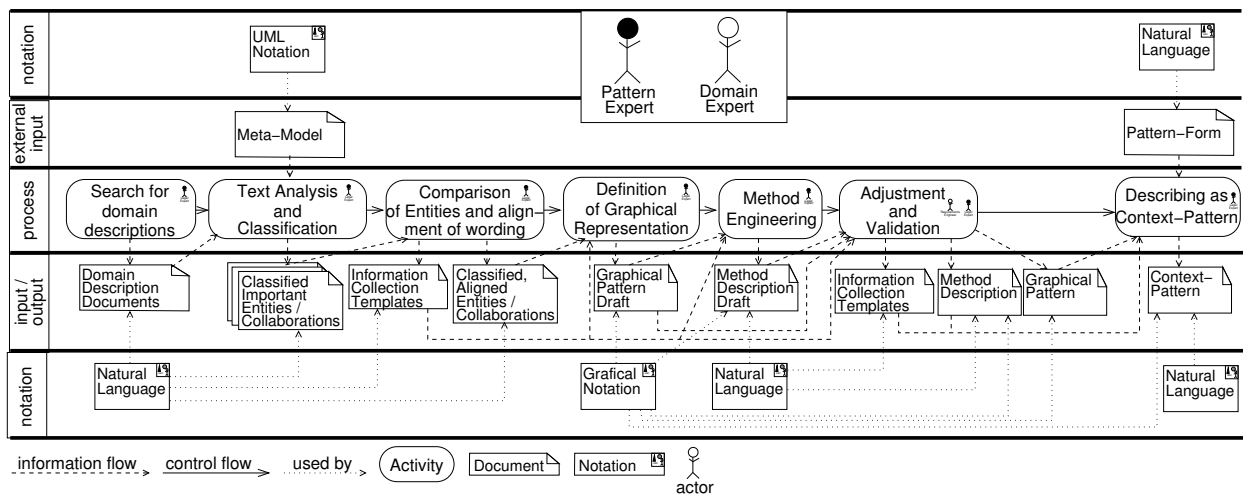 notation
UML
Notation
Pattern
Expert
Domain
Expert
Natural
Language
external
input
Meta-Model
Pattern-Form
process
Search for
domain
descriptions
Text Analysis
and
Classification
Comparison
of Entities and align-
ment of wording
Definition
of Graphical
Representation
Method
Engineering
Adjustment
and
Validation
Describing as
Context-Pattern
input /
output
Domain
Description
Documents
Classified
Important
Entities /
Collaborations
Information
Collection
Templates
Classified,
Aligned
Entities /
Collaborations
Graphical
Pattern
Draft
Method
Description
Draft
Information
Collection
Templates
Method
Description
Graphical
Pattern
Context-
Pattern
notation
Natural
Language
Grafical
Notation
Natural
Language
Natural
Language
information flow
control flow
used by
Activity
Document
Notation
actor